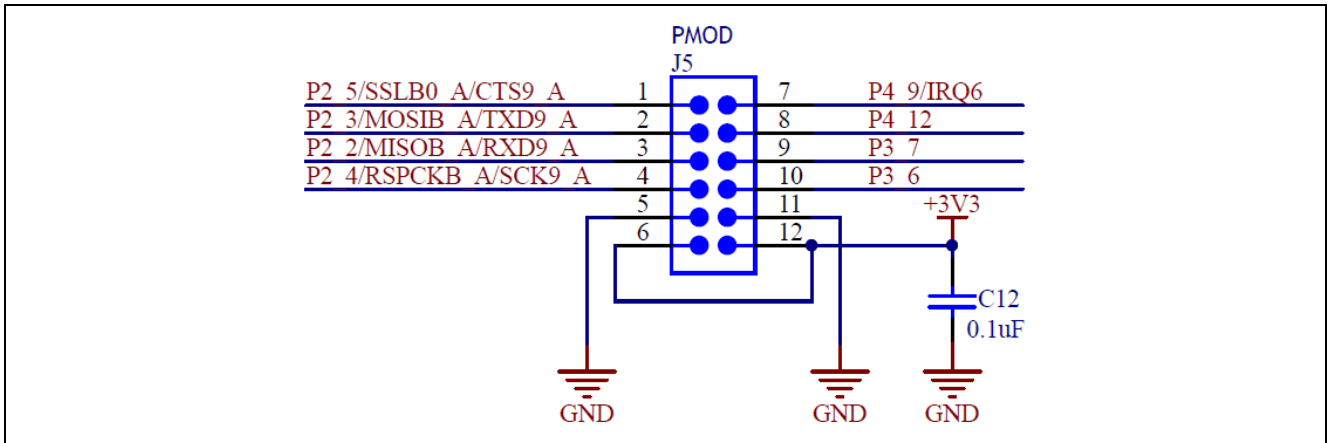 PMOD
J5
P2_5/SSLB0_A/CTS9_A 1 7 P4_9/IRQ6
P2_3/MOSIB_A/TXD9_A 2 8 P4_12
P2_2/MISOB_A/RXD9_A 3 9 P3_7
P2_4/RSPCKB_A/SCK9_A 4 10 P3_6
5 11 +3V3
6 12
C12
0.1uF
GND GND GND